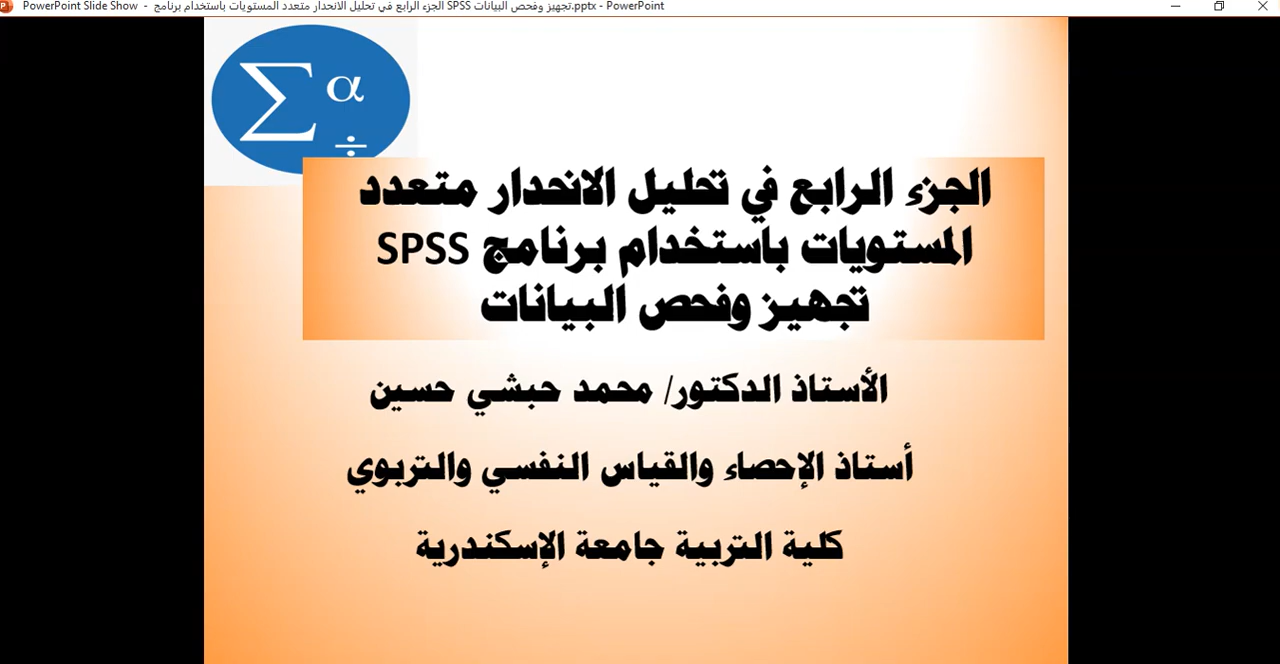 PowerPoint Slide Show - الجزء الرابع في تحليل الانحدار متعدد المستويات باستخدام برنامج SPSS تجهيز وفحص البيانات.pptx - PowerPoint
Σ α
÷
الجزء الرابع في تحليل الانحدار متعدد
المستويات باستخدام برنامج SPSS
تجهيز وفحص البيانات
الأستاذ الدكتور/ محمد حبشي حسين
أستاذ الإحصاء والقياس النفسي والتربوي
كلية التربية جامعة الإسكندرية